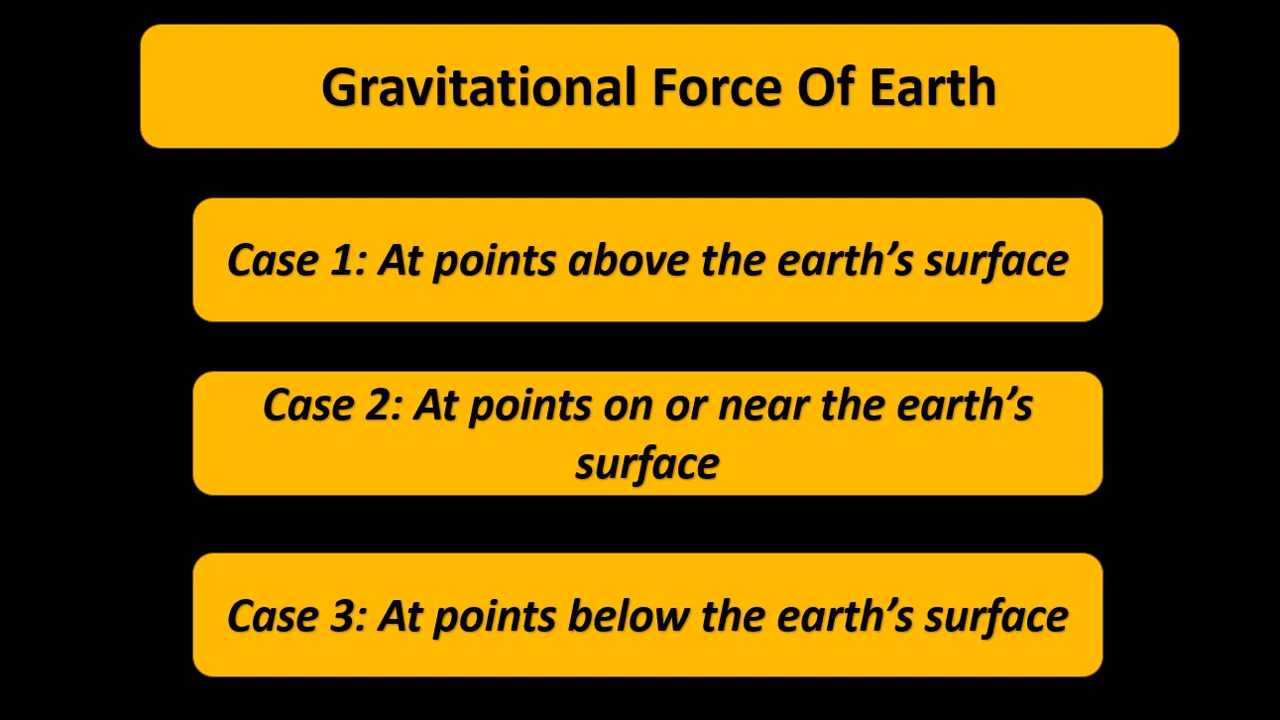 Gravitational Force Of Earth
Case 1: At points above the earth’s surface
Case 2: At points on or near the earth’s
surface
Case 3: At points below the earth’s surface